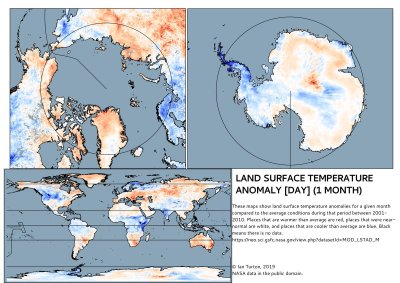 LAND SURFACE TEMPERATURE
ANOMALY [DAY] (1 MONTH)
These maps show land surface temperature anomalies for a given month
compared to the average conditions during that period between 2001-
2010. Places that are warmer than average are red, places that were near-
normal are white, and places that are cooler than average are blue. Black
means there is no data.
https://neo.sci.gsfc.nasa.gov/view.php?datasetId=MOD_LSTAD_M
© Ian Turton, 2019
NASA data in the public domain.